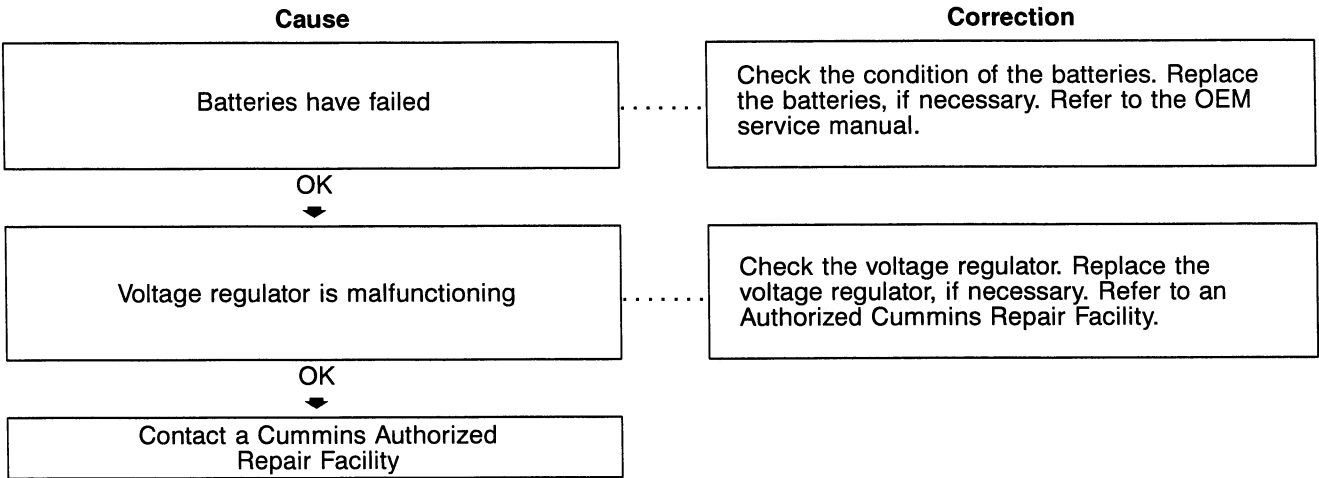 Cause
Correction
Batteries have failed
Check the condition of the batteries. Replace
the batteries, if necessary. Refer to the OEM
service manual.
OK
Voltage regulator is malfunctioning
Check the voltage regulator. Replace the
voltage regulator, if necessary. Refer to an
Authorized Cummins Repair Facility.
OK
Contact a Cummins Authorized
Repair Facility